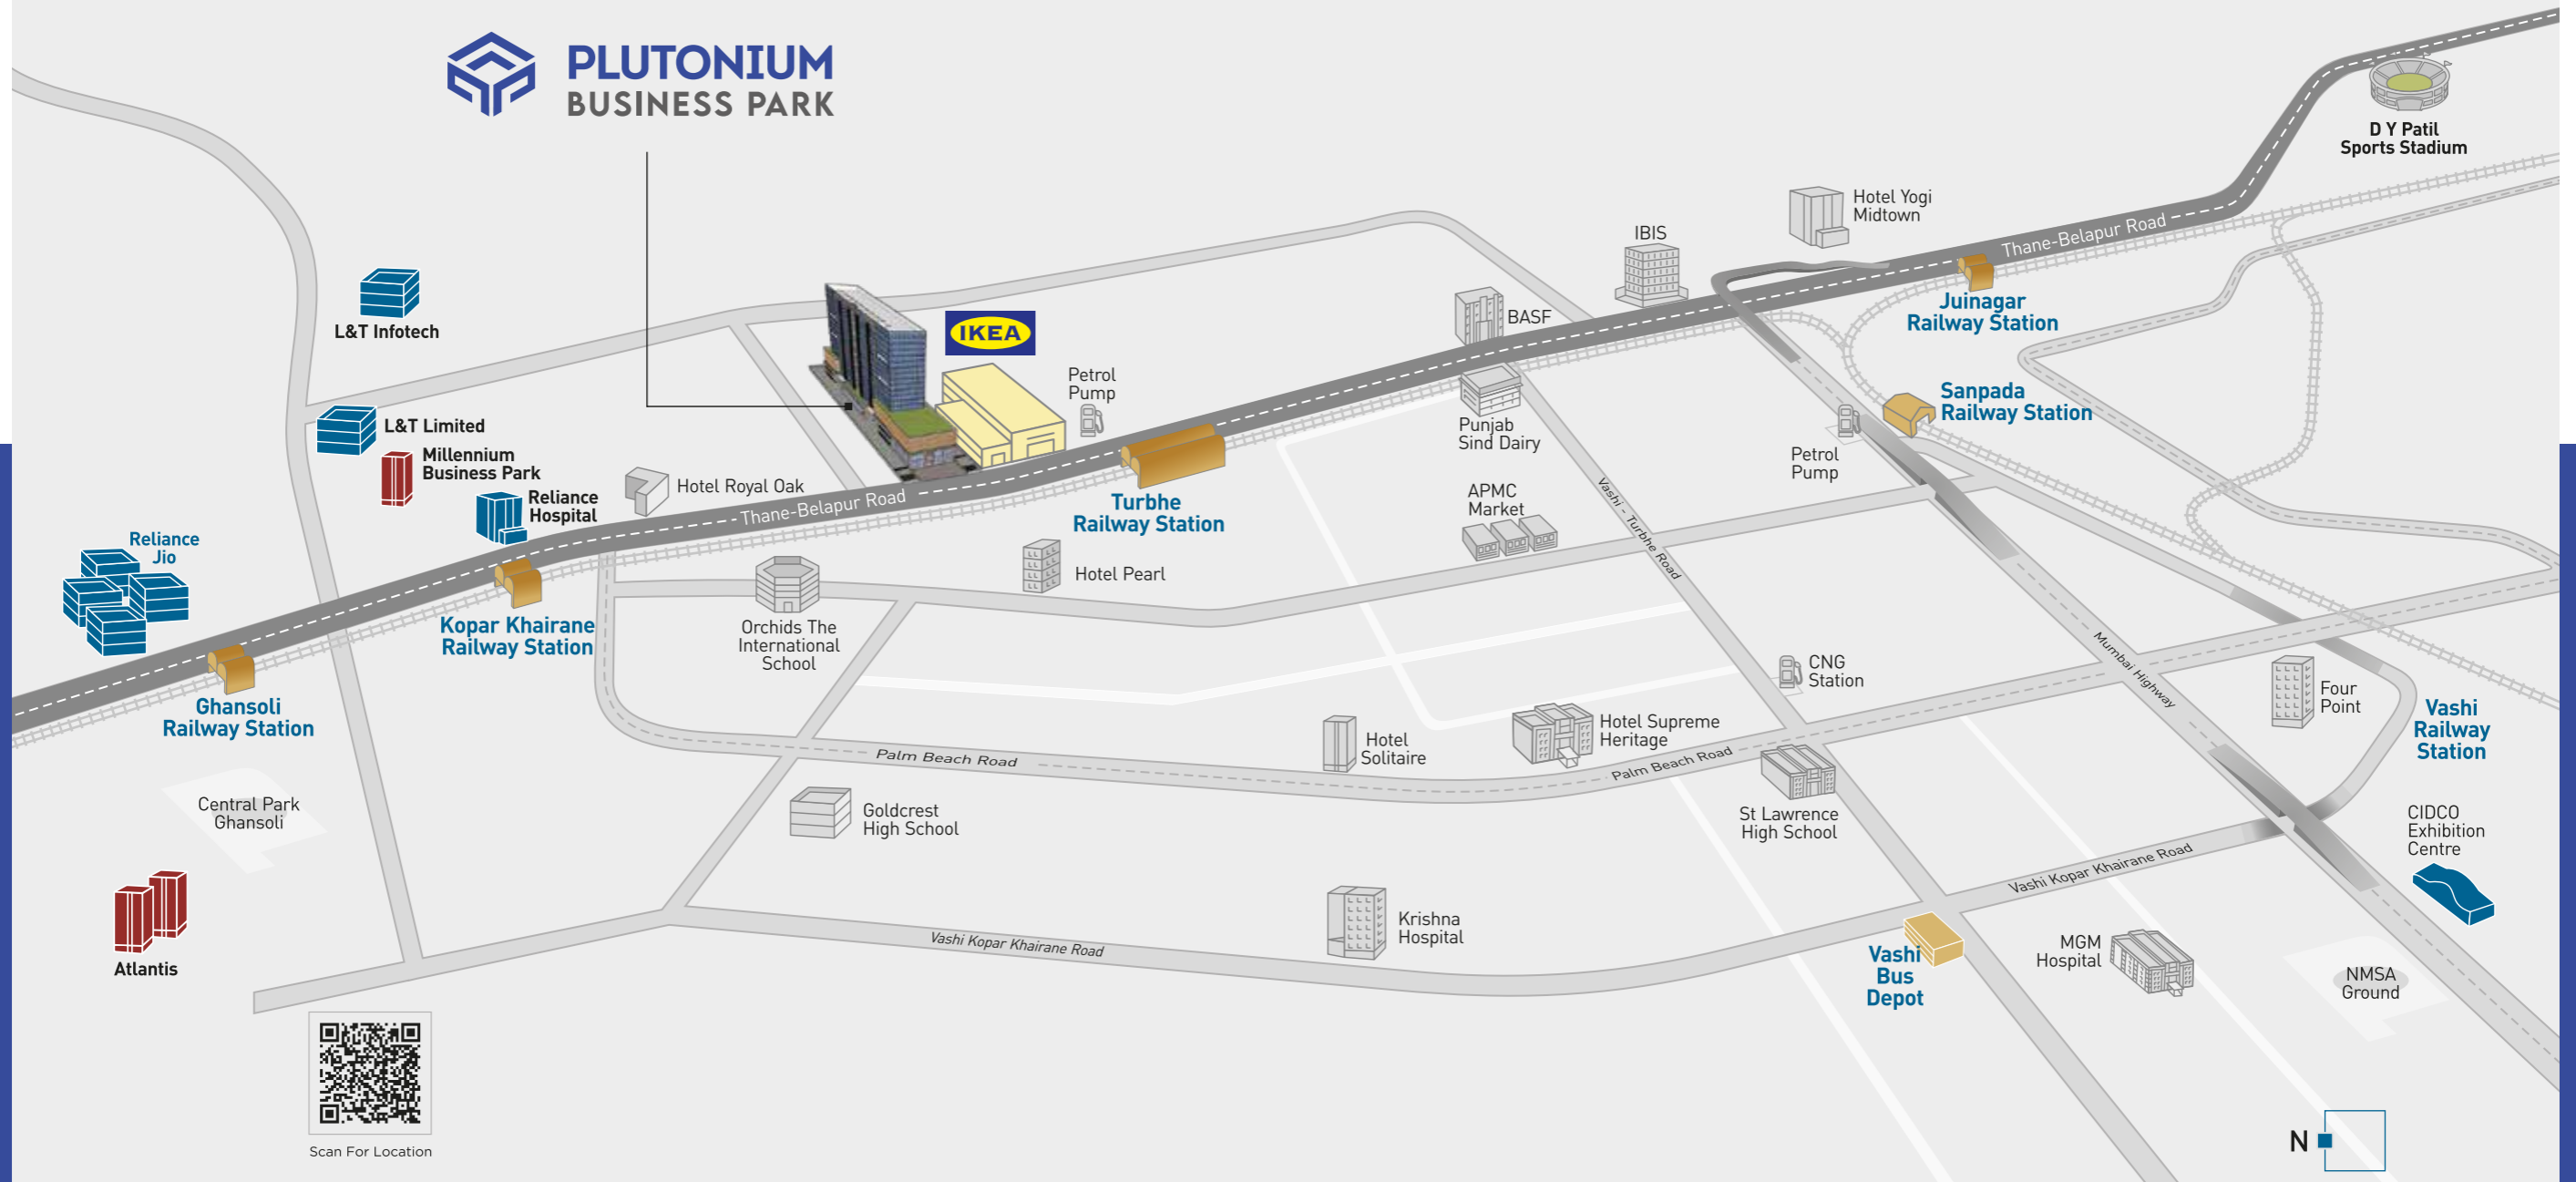 PLUTONIUM
BUSINESS PARK
D Y Patil
Sports Stadium
Hotel Yogi
Midtown
IBIS
Thane-Belapur Road
Juinagar
Railway Station
L&T Infotech
IKEA
BASF
Petrol
Pump
Sanpada
Railway Station
L&T Limited
Millennium
Business Park
Punjab
Sind Dairy
Petrol
Pump
Reliance
Hospital
Hotel Royal Oak
Thane-Belapur Road
Turbhe
Railway Station
APMC
Market
Vashi - Turbhe Road
Reliance
Jio
Hotel Pearl
Kopar Khairane
Railway Station
Orchids The
International
School
CNG
Station
Mumbai Highway
Four
Point
Ghansoli
Railway Station
Vashi
Railway
Station
Hotel Supreme
Heritage
Hotel
Solitaire
Palm Beach Road
Palm Beach Road
Central Park
Ghansoli
Goldcrest
High School
St Lawrence
High School
CIDCO
Exhibition
Centre
Vashi Kopar Khairane Road
Krishna
Hospital
Vashi Kopar Khairane Road
Vashi
Bus
Depot
MGM
Hospital
NMSA
Ground
Atlantis
Scan For Location
N